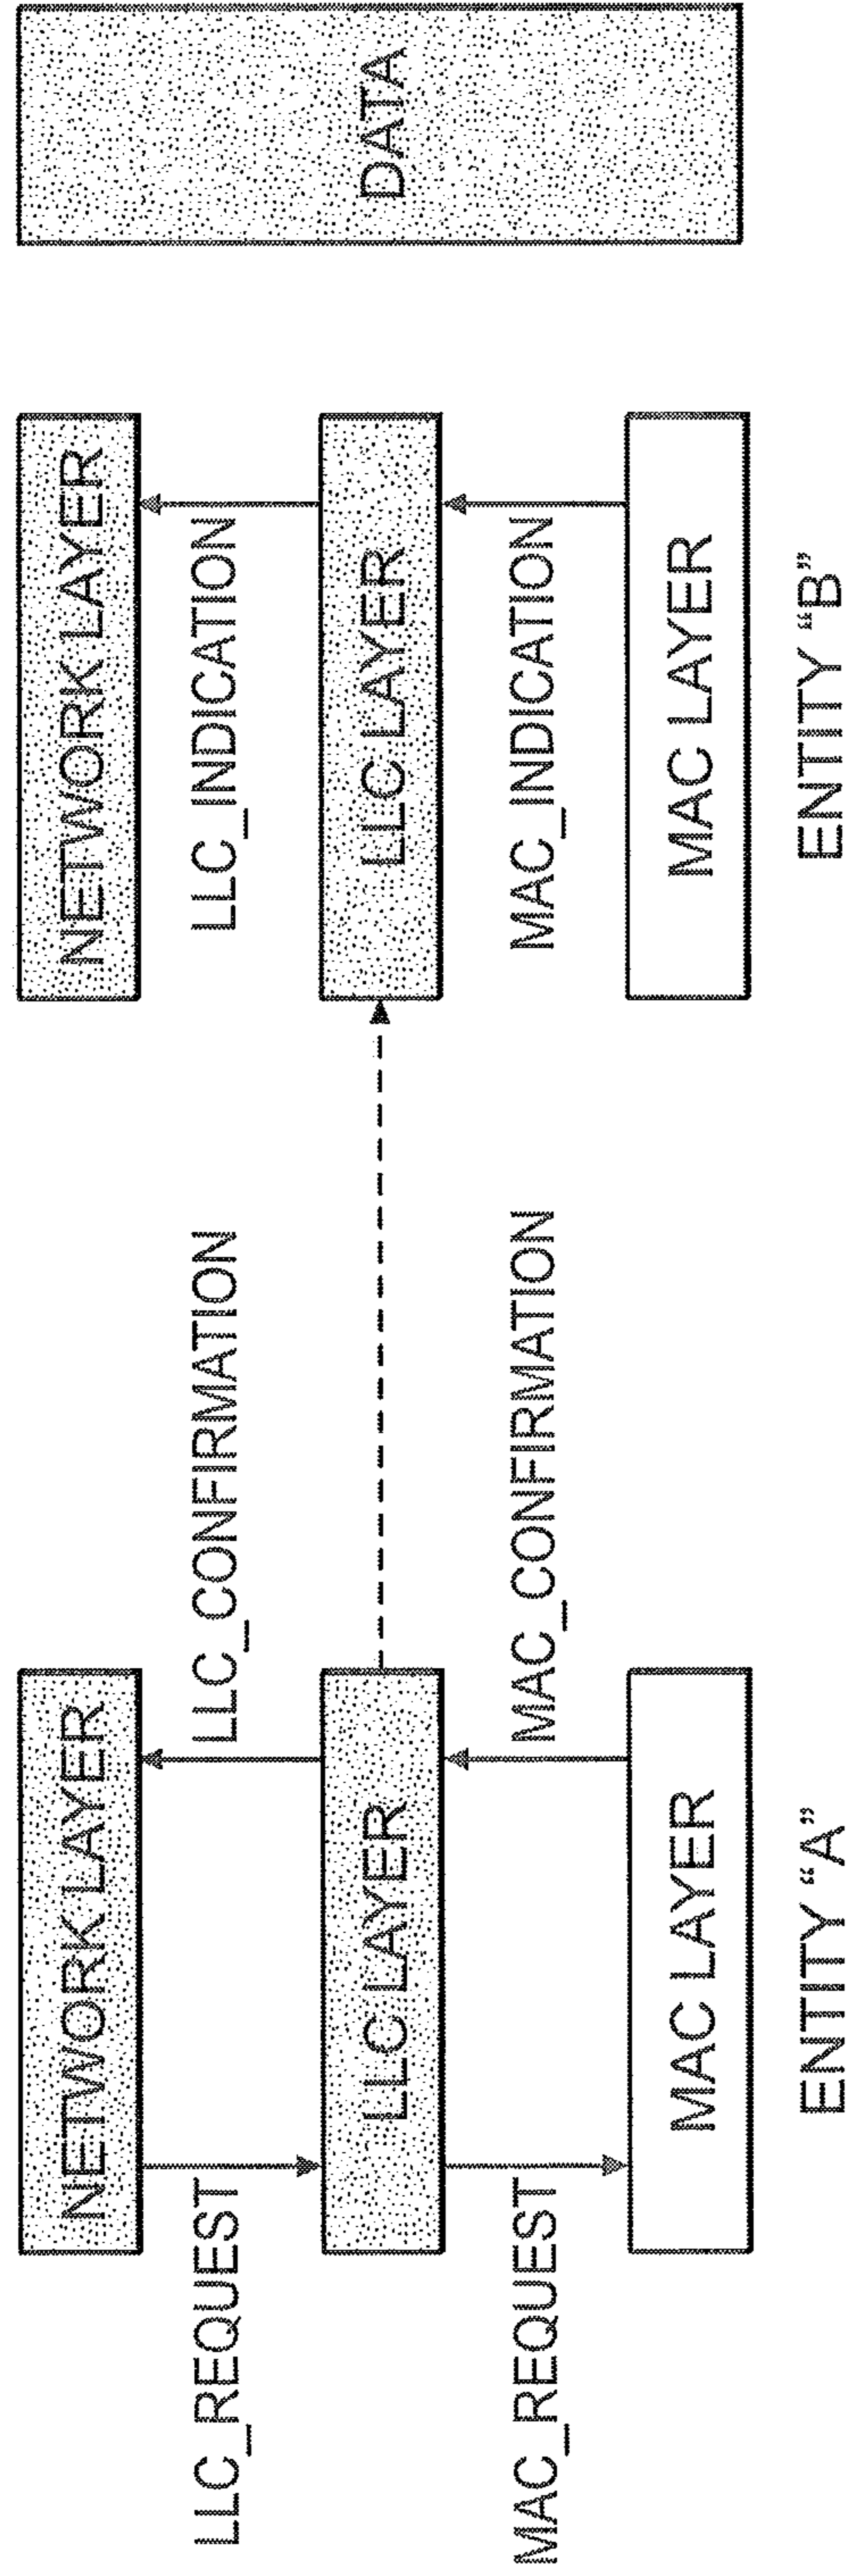 NETWORK LAYER
LLC_REQUEST
LLC_CONFIRMATION
LLC LAYER
MAC_REQUEST
MAC_CONFIRMATION
MAC LAYER
ENTITY “A”
NETWORK LAYER
LLC_INDICATION
LLC LAYER
MAC_INDICATION
MAC LAYER
ENTITY “B”
DATA